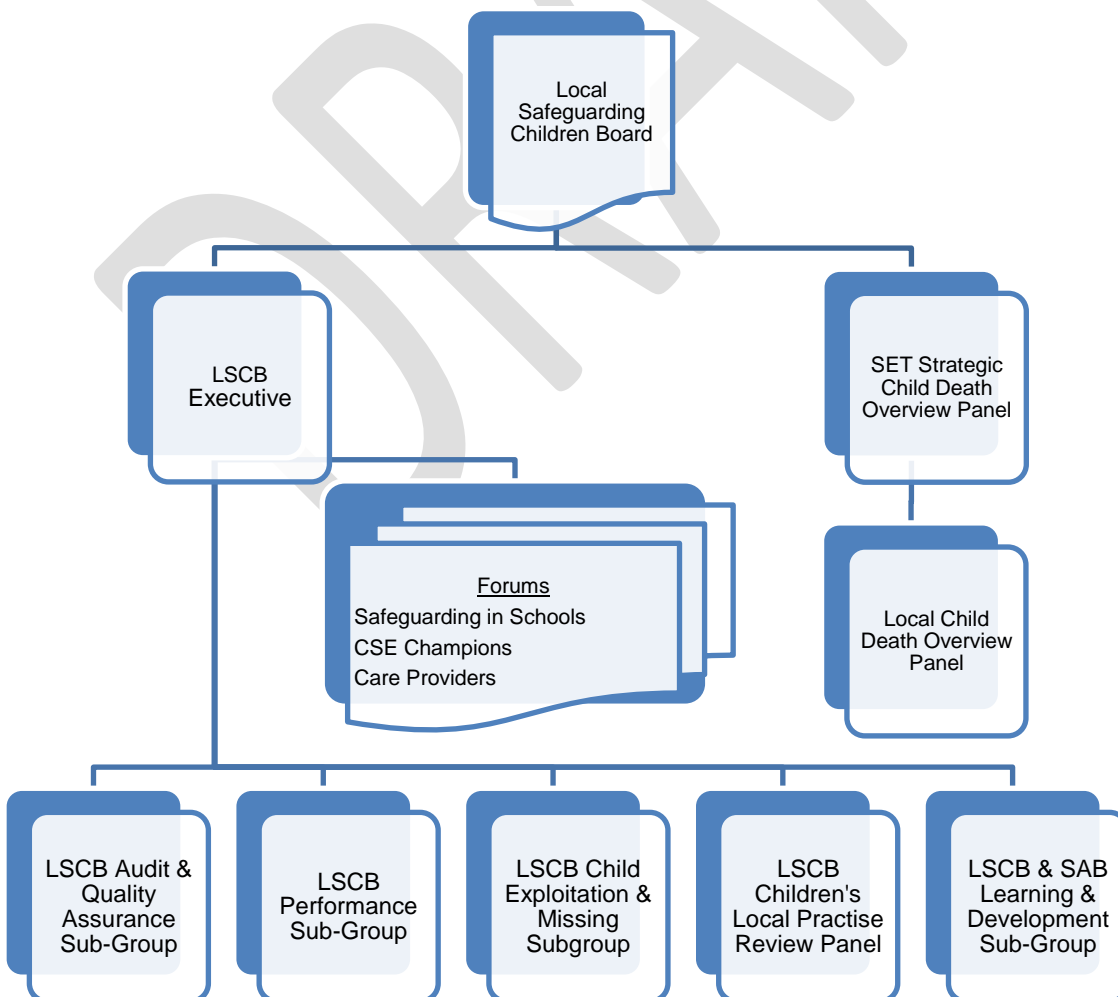 Local
Safeguarding
Children Board
LSCB
Executive
SET Strategic
Child Death
Overview Panel
Forums
Safeguarding in Schools
CSE Champions
Care Providers
Local Child
Death Overview
Panel
LSCB Audit &
Quality
Assurance
Sub-Group
LSCB
Performance
Sub-Group
LSCB Child
Exploitation &
Missing
Subgroup
LSCB
Children's
Local Practise
Review Panel
LSCB & SAB
Learning &
Development
Sub-Group